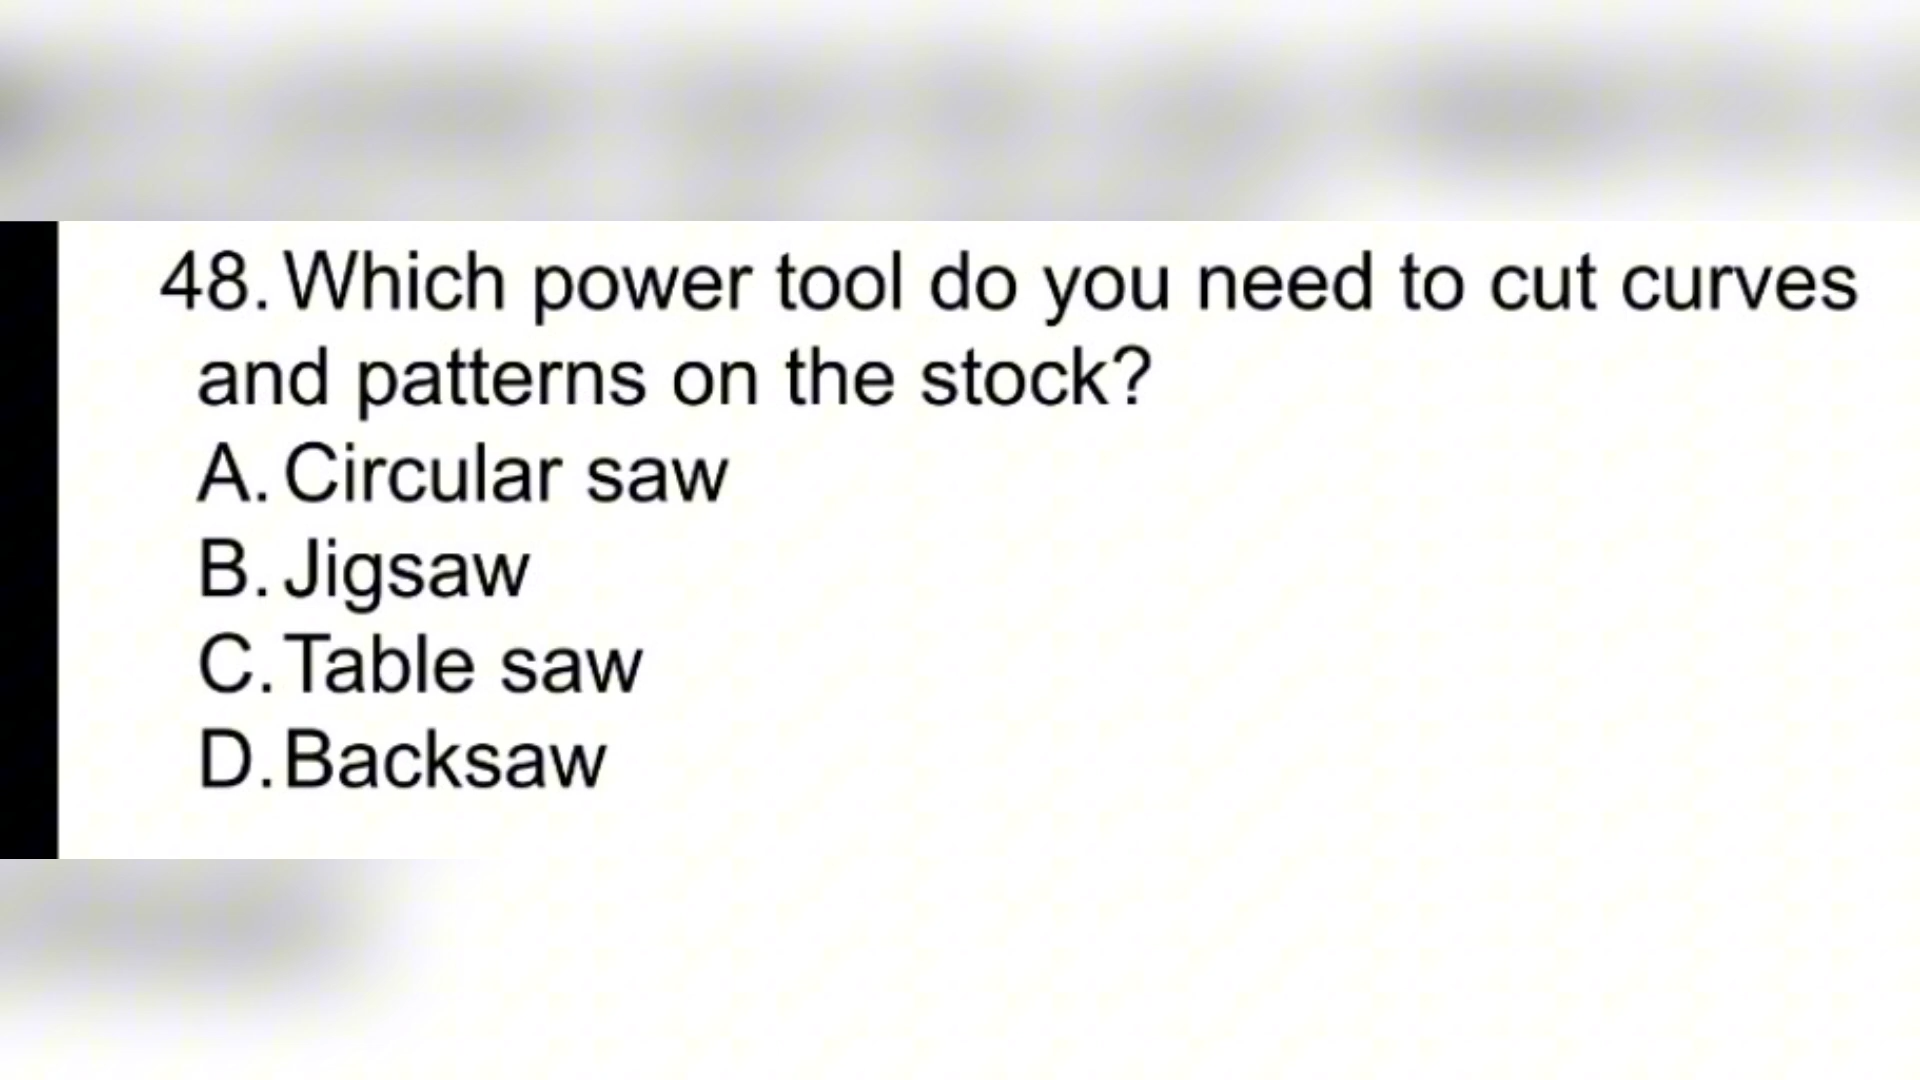 48. Which power tool do you need to cut curves
and patterns on the stock?
A. Circular saw
B. Jigsaw
C. Table saw
D. Backsaw